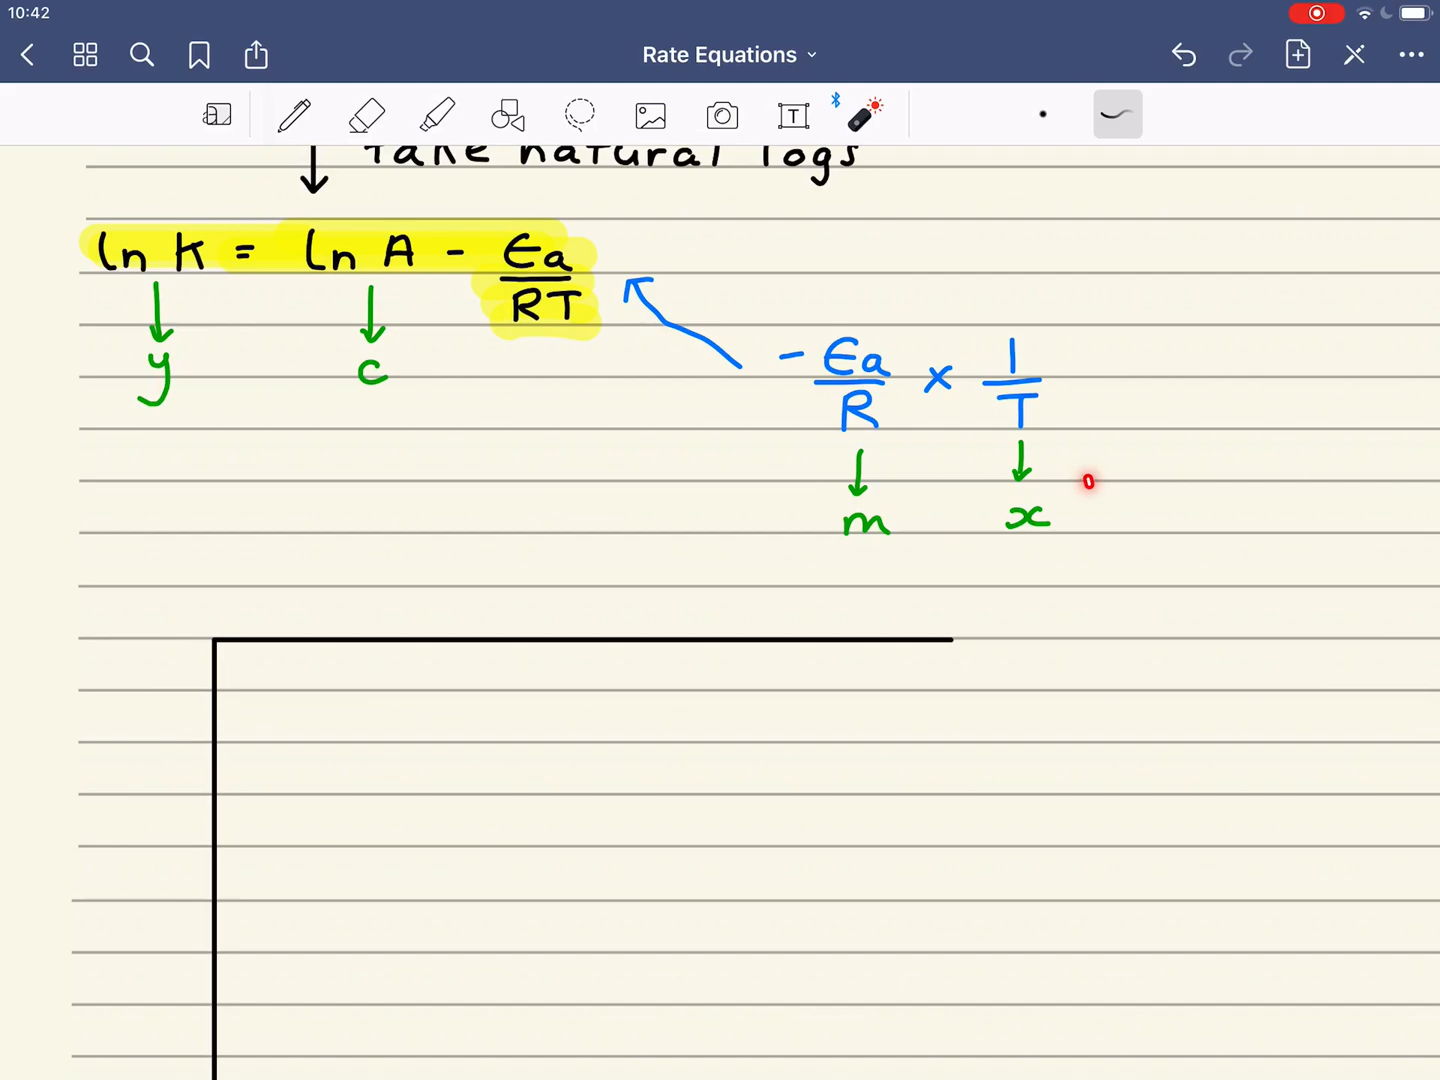 10:42
Rate Equations
T
take natural logs
ln K = ln A - Ea/RT
y c
-Ea/R × 1/T
m x